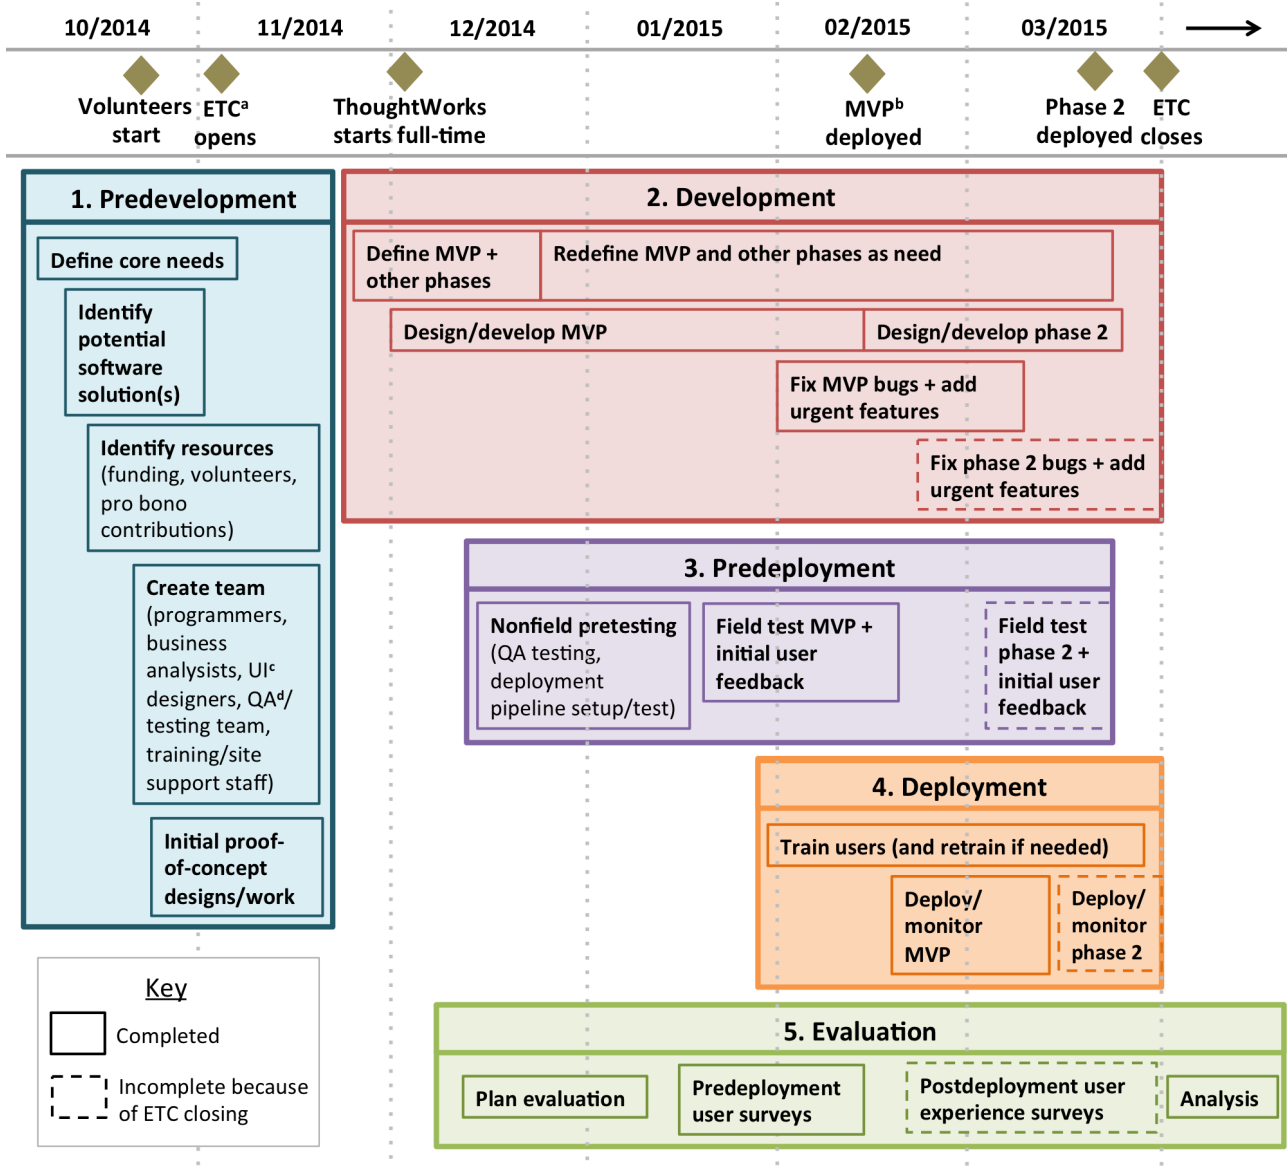 10/2014 11/2014 12/2014 01/2015 02/2015 03/2015
Volunteers
start
ETCᵃ
opens
ThoughtWorks
starts full-time
MVPᵇ
deployed
Phase 2
deployed
ETC
closes
1. Predevelopment
Define core needs
Identify
potential
software
solution(s)
Identify resources
(funding, volunteers,
pro bono
contributions)
Create team
(programmers,
business
analysists, UIᶜ
designers, QAᵈ/
testing team,
training/site
support staff)
Initial proof-
of-concept
designs/work
2. Development
Define MVP +
other phases
Redefine MVP and other phases as need
Design/develop MVP
Design/develop phase 2
Fix MVP bugs + add
urgent features
Fix phase 2 bugs + add
urgent features
3. Predeployment
Nonfield pretesting
(QA testing,
deployment
pipeline setup/test)
Field test MVP +
initial user
feedback
Field test
phase 2 +
initial user
feedback
4. Deployment
Train users (and retrain if needed)
Deploy/
monitor
MVP
Deploy/
monitor
phase 2
5. Evaluation
Plan evaluation
Predeployment
user surveys
Postdeployment user
experience surveys
Analysis
Key
Completed
Incomplete because
of ETC closing